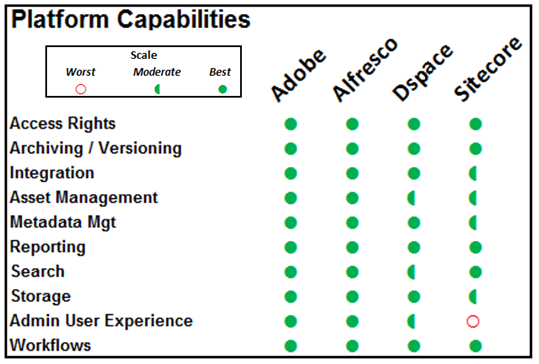 Platform Capabilities
Scale
Worst Moderate Best
Adobe Alfresco Dspace Sitecore
Access Rights
Archiving / Versioning
Integration
Asset Management
Metadata Mgt
Reporting
Search
Storage
Admin User Experience
Workflows